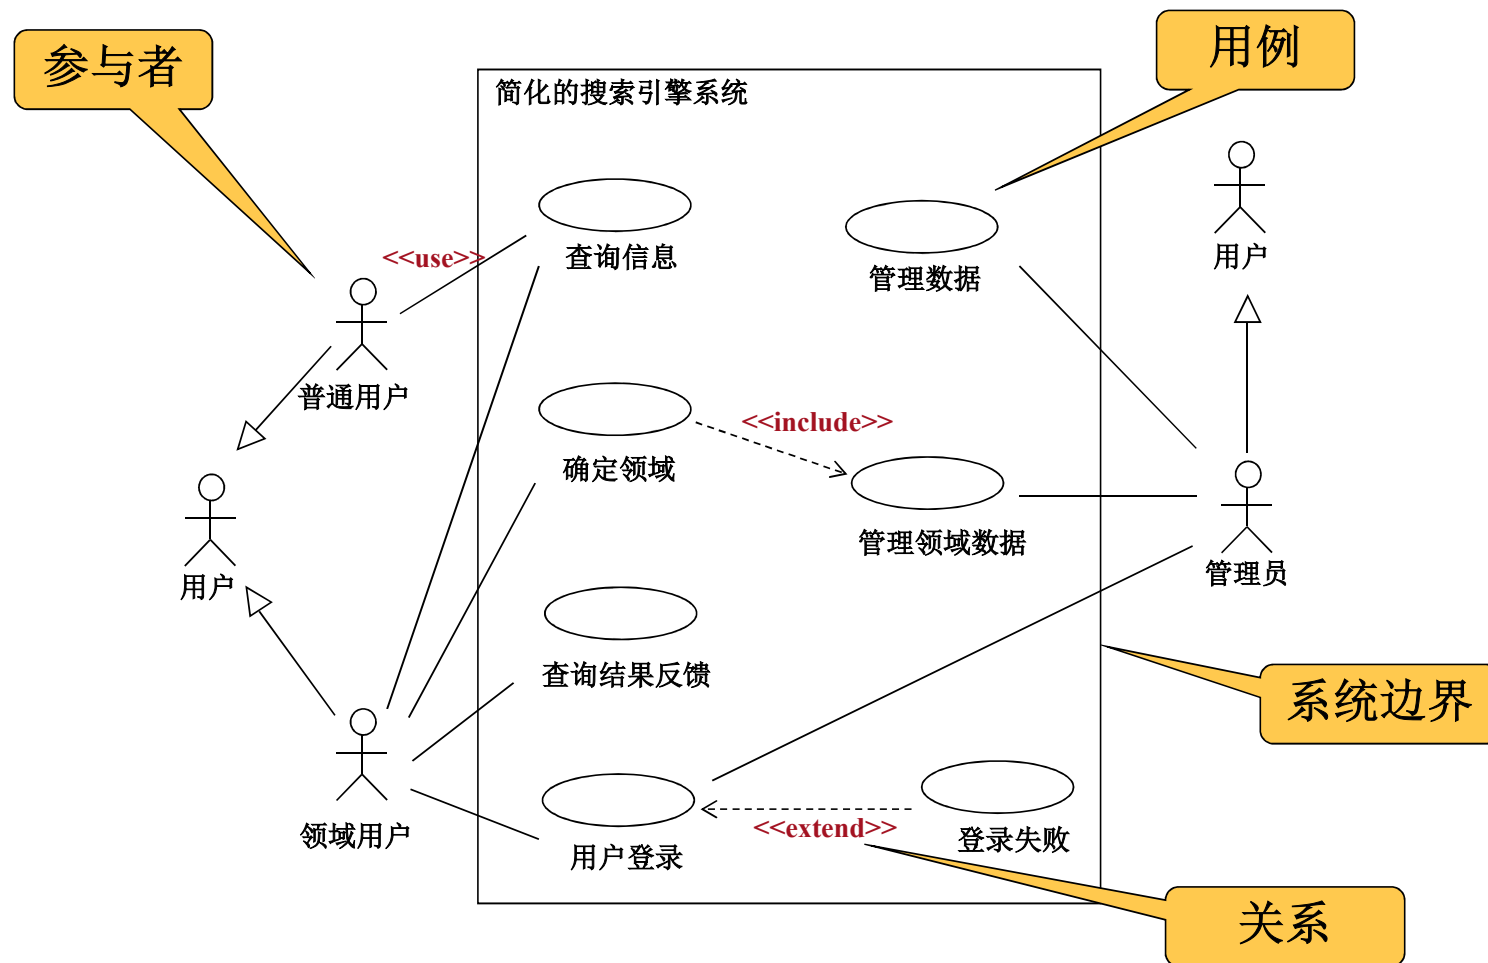 参与者
用例
简化的搜索引擎系统
<<use>>
查询信息
管理数据
用户
普通用户
<<include>>
确定领域
管理领域数据
用户
管理员
查询结果反馈
系统边界
领域用户
用户登录
<<extend>>
登录失败
关系